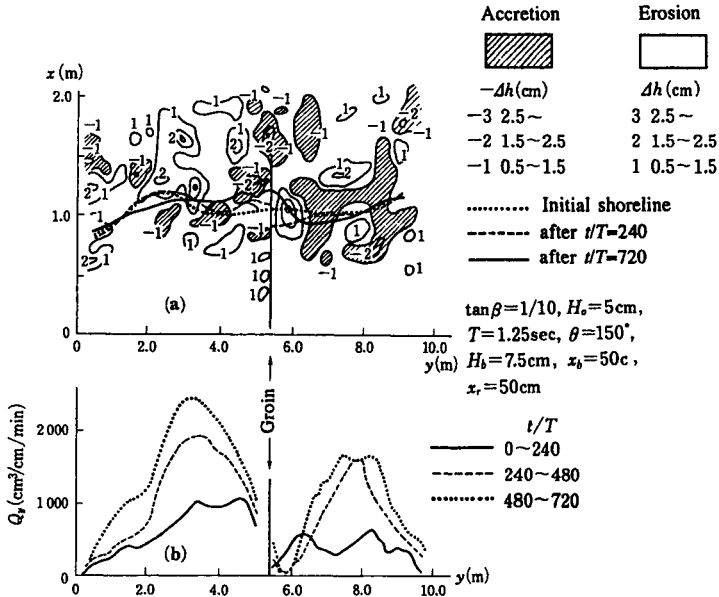 Accretion Erosion
−Δh(cm) Δh(cm)
−3 2.5~ 3 2.5~
−2 1.5~2.5 2 1.5~2.5
−1 0.5~1.5 1 0.5~1.5
Initial shoreline
after t/T=240
after t/T=720
x(m)
2.0
1.0
0
(a)
0 2.0 4.0 6.0 8.0 10.0
y(m)
tanβ=1/10, H₀=5cm,
T=1.25sec, θ=150°,
H_b=7.5cm, x_b=50c,
x_r=50cm
Groin
Q_y(cm³/cm/min)
2 000
1 000
0
(b)
0 2.0 4.0 6.0 8.0 10.0
y(m)
t/T
0~240
240~480
480~720